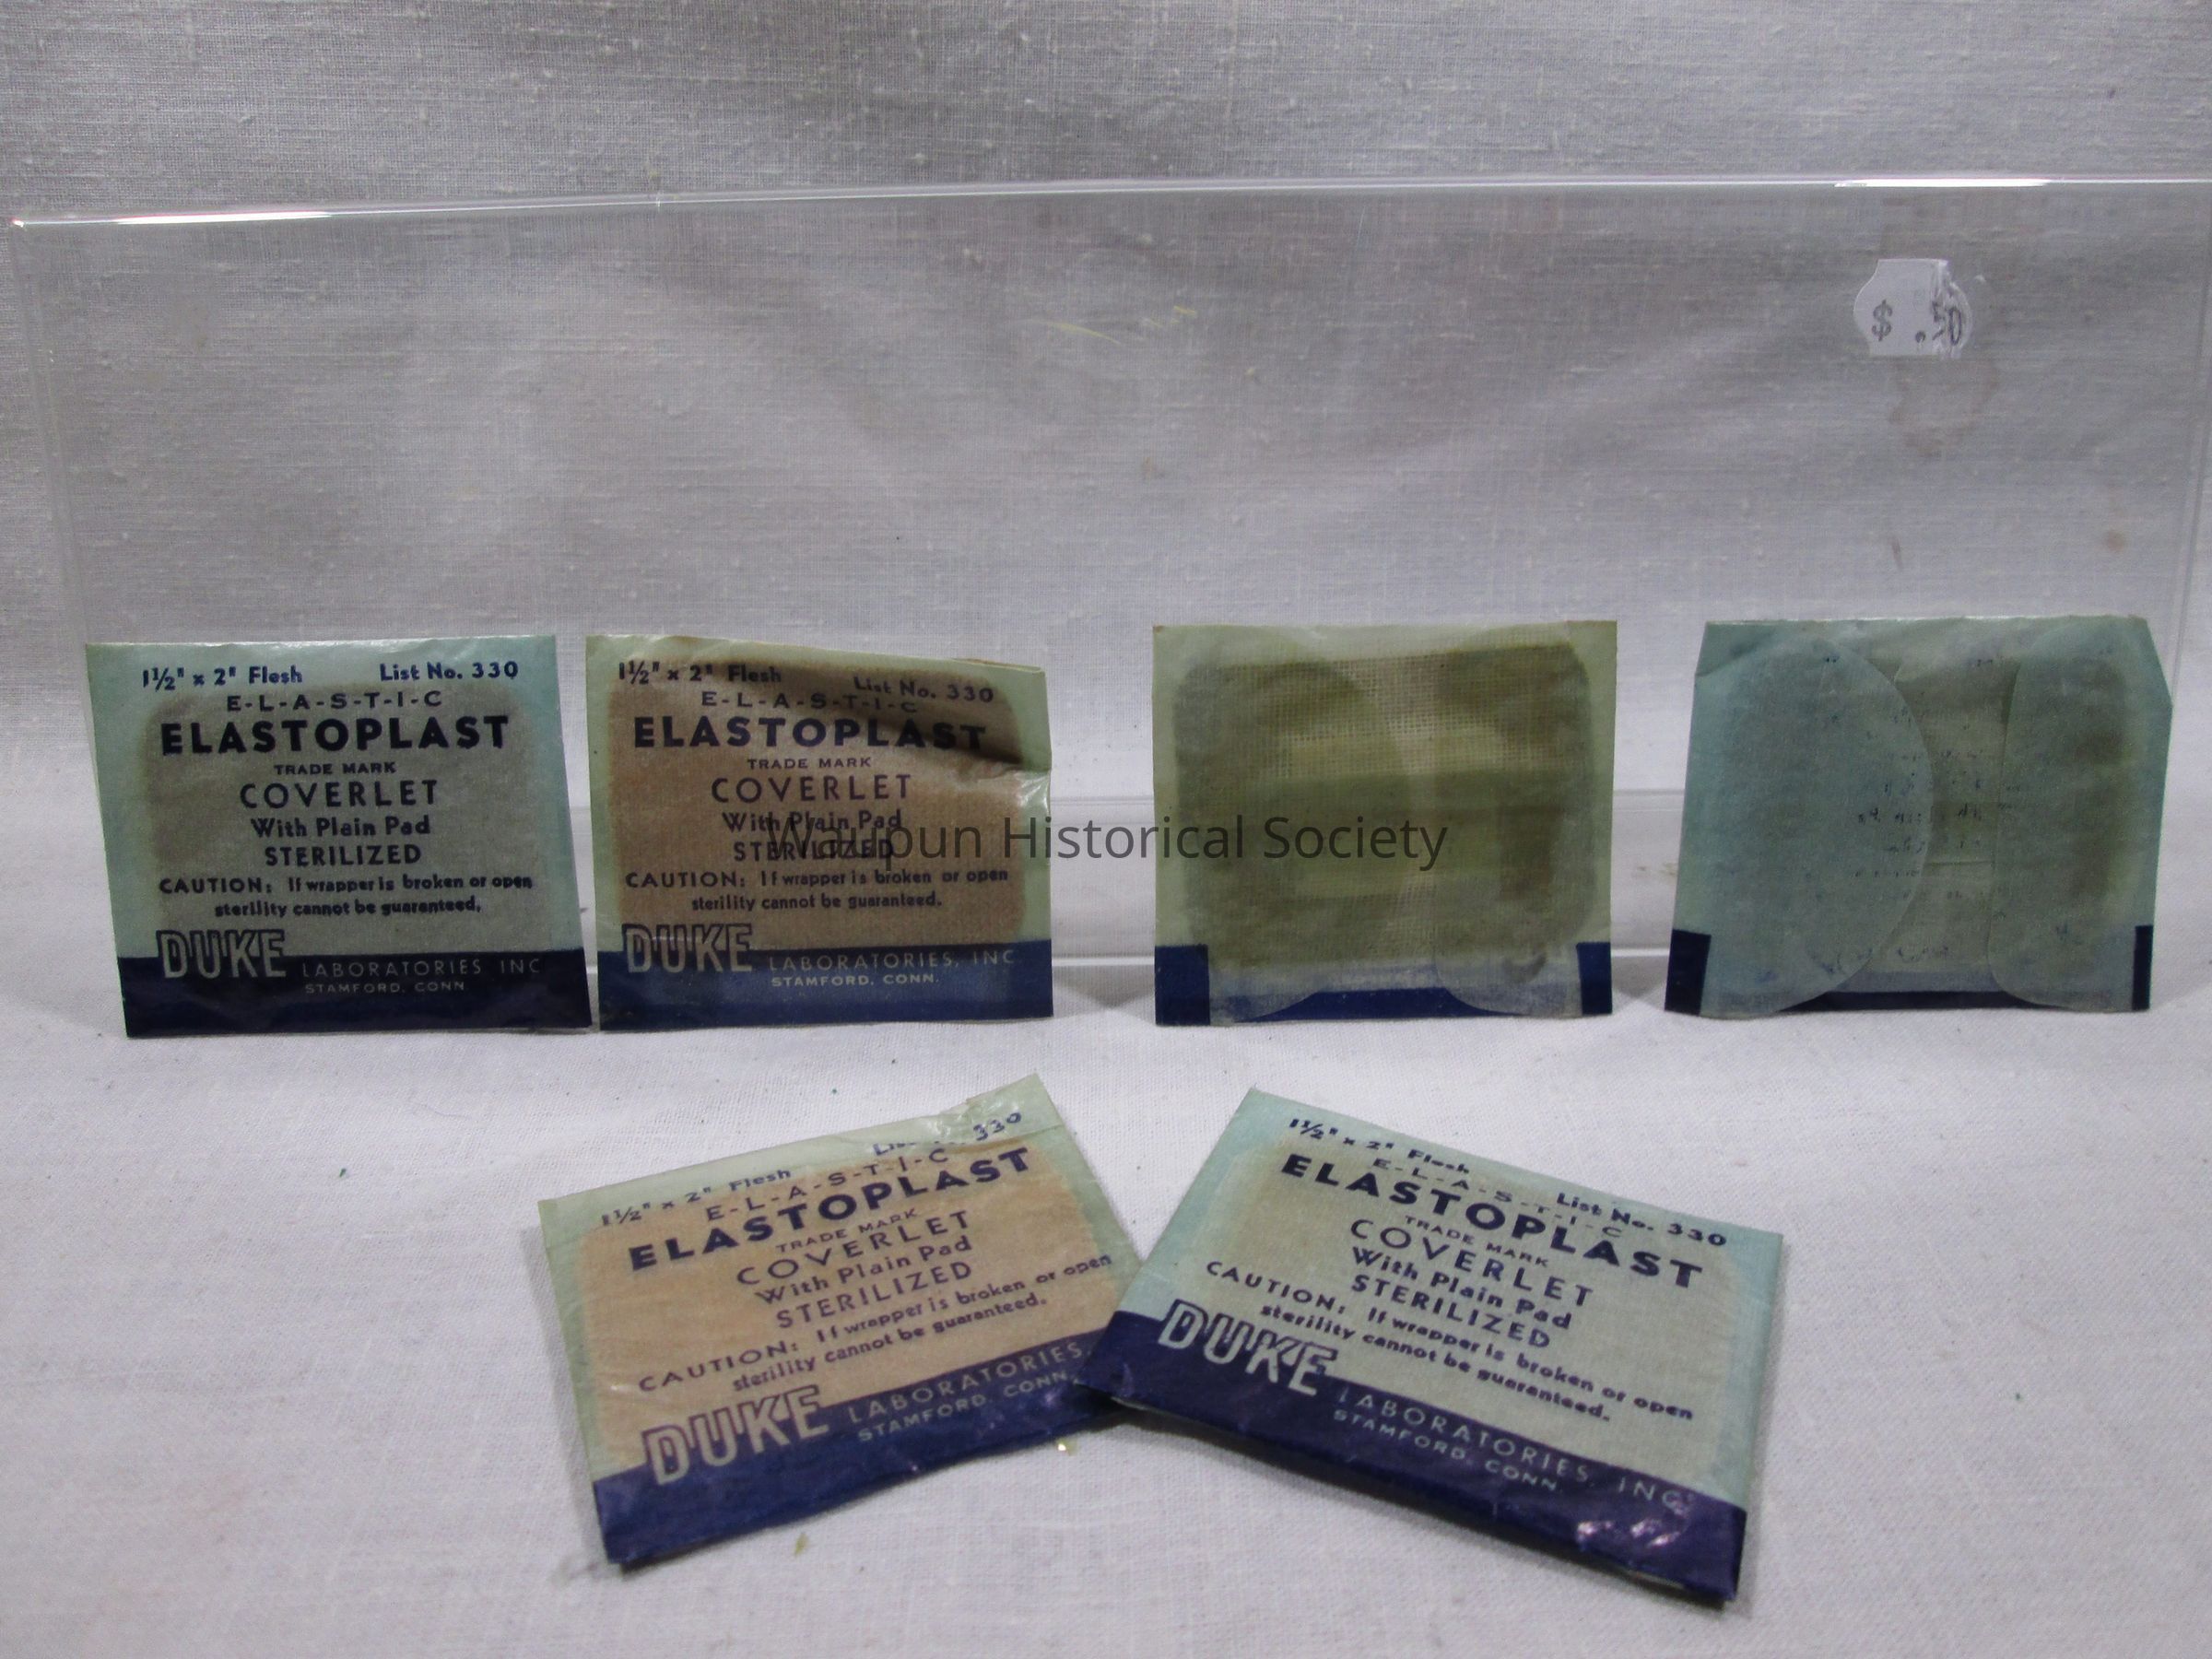 $ .50
1½" x 2" Flesh List No. 330
E-L-A-S-T-I-C
ELASTOPLAST
TRADE MARK
COVERLET
With Plain Pad
STERILIZED
CAUTION: If wrapper is broken or open
sterility cannot be guaranteed.
DUKE LABORATORIES INC
STAMFORD, CONN.
1½" x 2" Flesh List No. 330
E-L-A-S-T-I-C
ELASTOPLAST
TRADE MARK
COVERLET
With Plain Pad
STERILIZED
CAUTION: If wrapper is broken or open
sterility cannot be guaranteed.
DUKE LABORATORIES, INC
STAMFORD, CONN.
Waupun Historical Society
1½" x 2" Flesh 330
E-L-A-S-T-I-C
ELASTOPLAST
TRADE MARK
COVERLET
With Plain Pad
STERILIZED
CAUTION: If wrapper is broken or open
sterility cannot be guaranteed.
DUKE LABORATORIES,
STAMFORD, CONN.
1½" x 2" Flesh List No. 330
E-L-A-S-T-I-C
ELASTOPLAST
TRADE MARK
COVERLET
With Plain Pad
STERILIZED
CAUTION: If wrapper is broken or open
sterility cannot be guaranteed.
DUKE LABORATORIES, INC
STAMFORD, CONN.